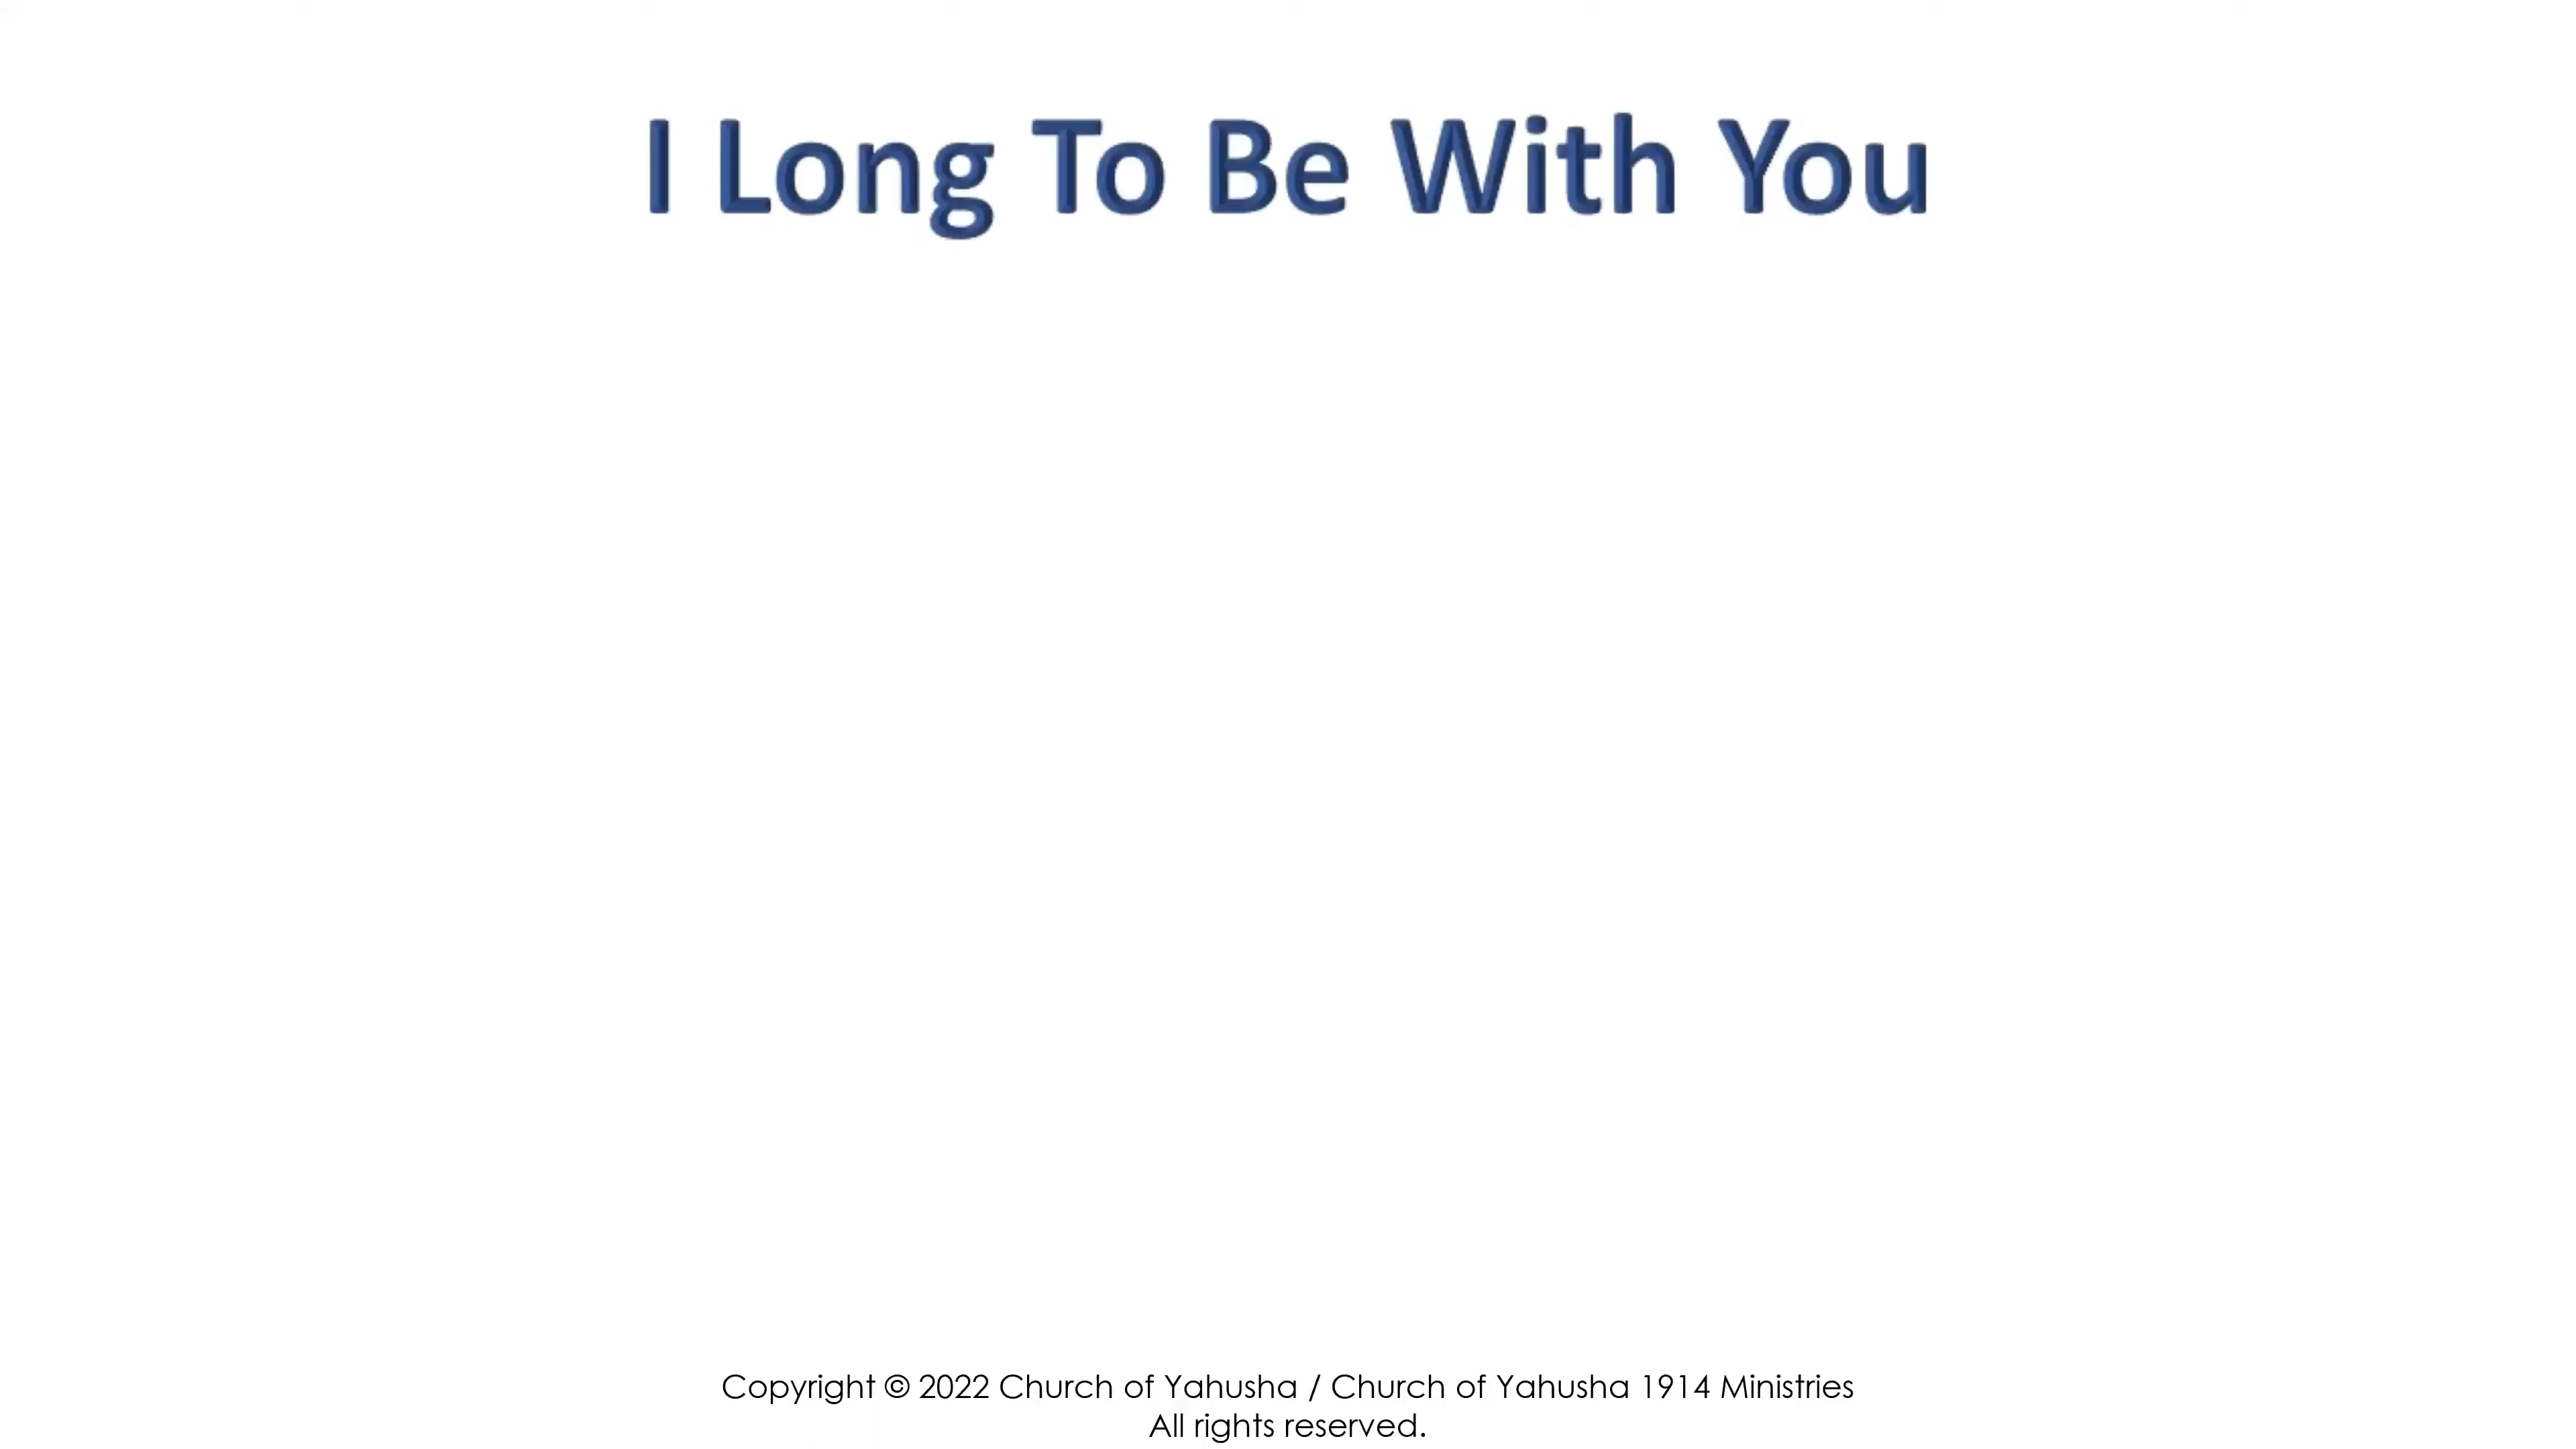 I Long To Be With You
Copyright © 2022 Church of Yahusha / Church of Yahusha 1914 Ministries
All rights reserved.